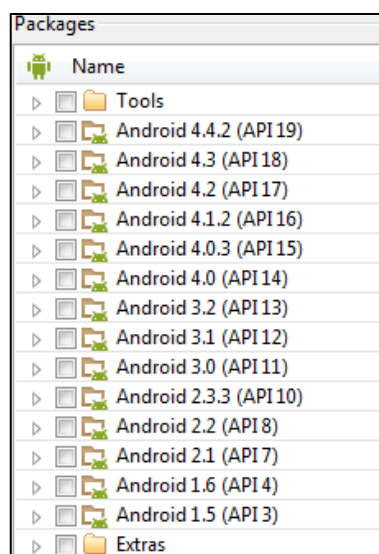 Packages
Name
Tools
Android 4.4.2 (API 19)
Android 4.3 (API 18)
Android 4.2 (API 17)
Android 4.1.2 (API 16)
Android 4.0.3 (API 15)
Android 4.0 (API 14)
Android 3.2 (API 13)
Android 3.1 (API 12)
Android 3.0 (API 11)
Android 2.3.3 (API 10)
Android 2.2 (API 8)
Android 2.1 (API 7)
Android 1.6 (API 4)
Android 1.5 (API 3)
Extras